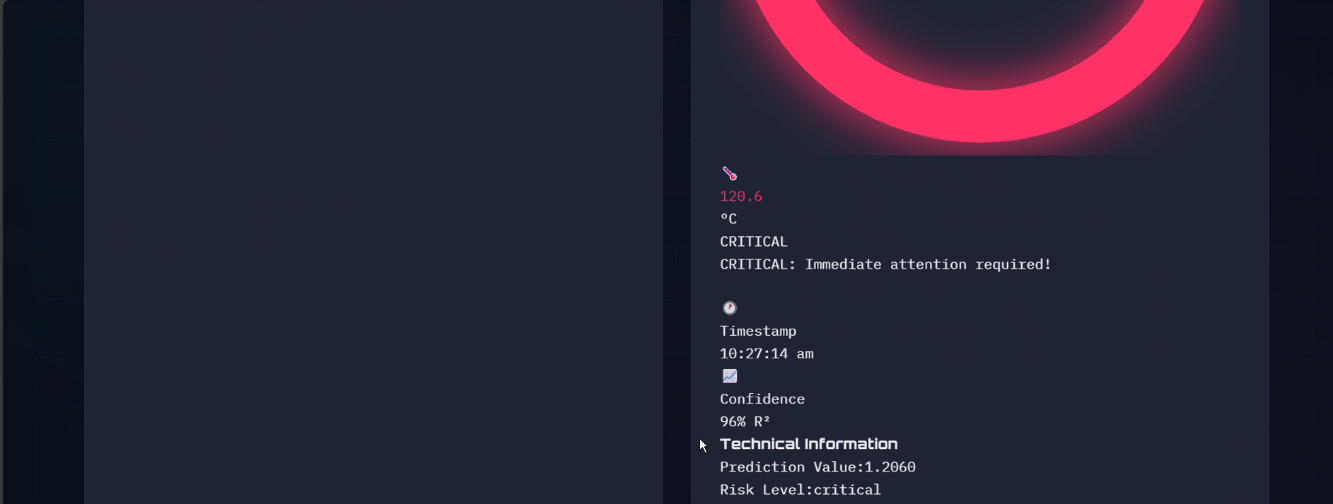 120.6
°C
CRITICAL
CRITICAL: Immediate attention required!
Timestamp
10:27:14 am
Confidence
96% R²
Technical Information
Prediction Value:1.2060
Risk Level:critical